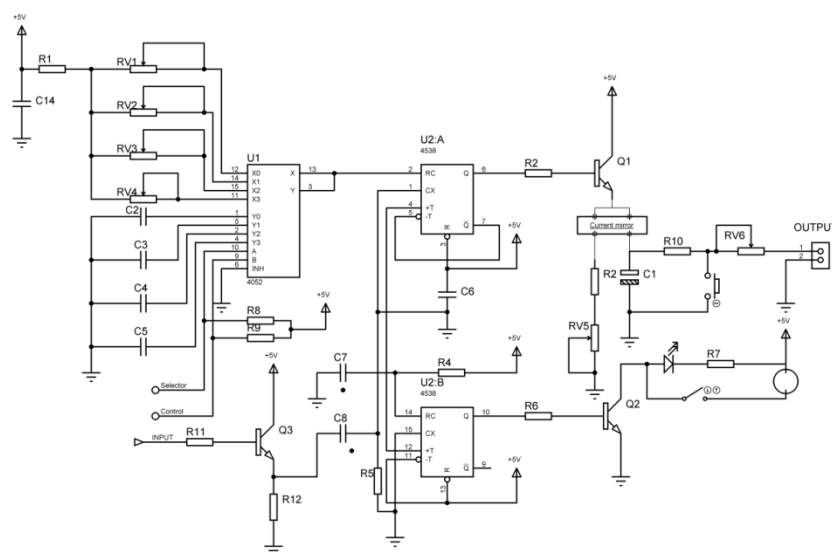 +5V
R1
C14
RV1
RV2
RV3
RV4
C2
C3
C4
C5
U1
12 X0 X 13
14 X1
15 X2 Y 3
11 X3
1 Y0
5 Y1
2 Y2
4 Y3
10 A
9 B
6 INH
4052
R8
R9
+5V
Selector
Control
INPUT
R11
+5V
Q3
R12
C7
C8
R5
U2:A
4538
2 RC Q 6
1 CX
4 +T
5 -T Q 7
R
3
+5V
C6
R4
+5V
U2:B
4538
14 RC Q 10
15 CX
12 +T
11 -T Q 9
R
13
+5V
R2
+5V
Q1
Current mirror
R2
C1
RV5
R10
RV6
OUTPUT
1
2
R6
Q2
R7
+5V